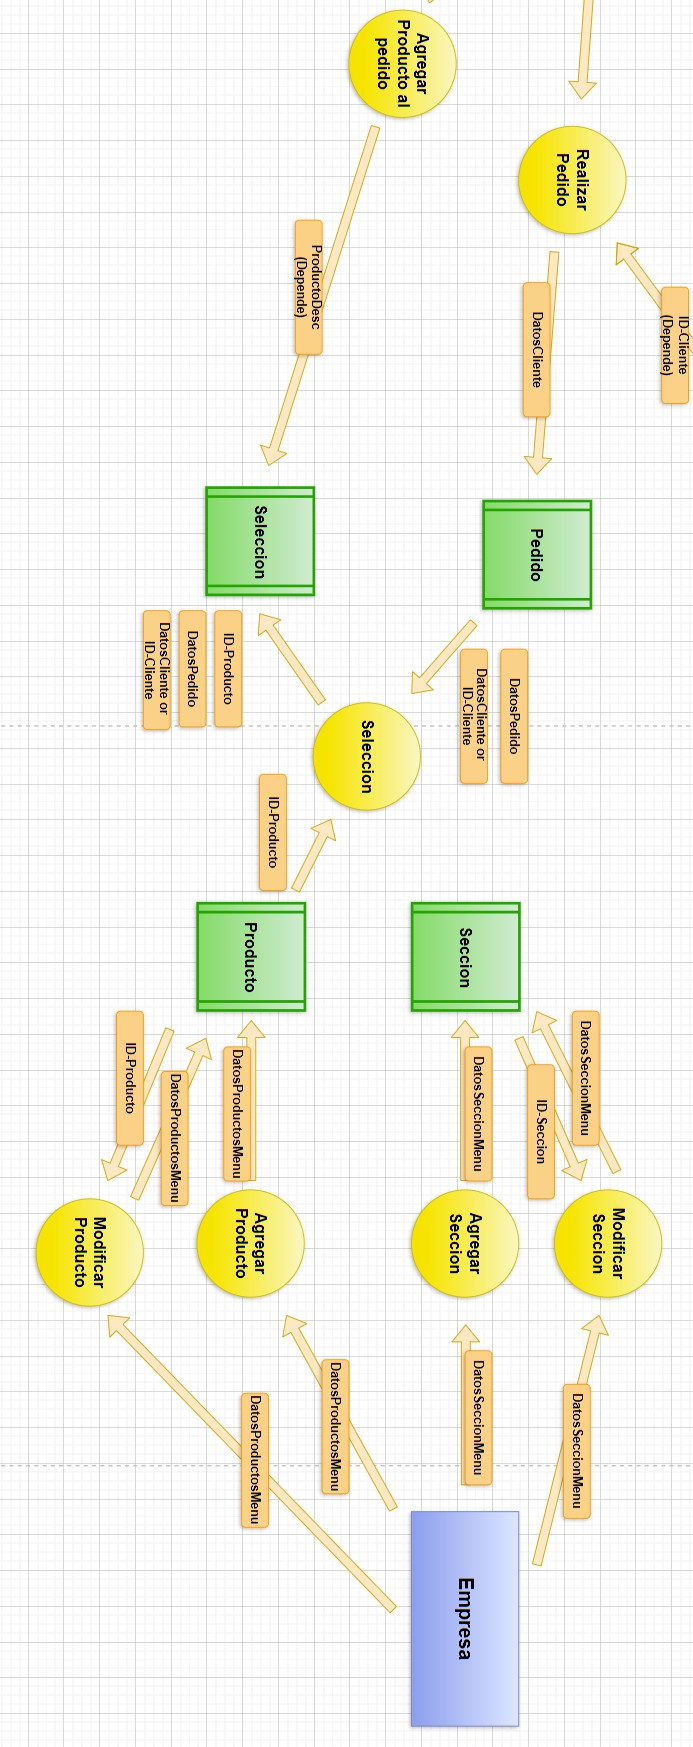 Agregar
Producto al
pedido
Realizar
Pedido
ProductoDesc
(Depende)
DatosCliente
ID-Cliente
(Depende)
Seleccion
Pedido
ID-Producto
DatosPedido
DatosCliente or
ID-Cliente
DatosPedido
DatosCliente or
ID-Cliente
Seleccion
ID-Producto
Producto
Seccion
ID-Producto
DatosProductosMenu
DatosProductosMenu
DatosSeccionMenu
ID-Seccion
DatosSeccionMenu
Modificar
Producto
Agregar
Producto
Agregar
Seccion
Modificar
Seccion
DatosProductosMenu
DatosProductosMenu
DatosSeccionMenu
DatosSeccionMenu
Empresa